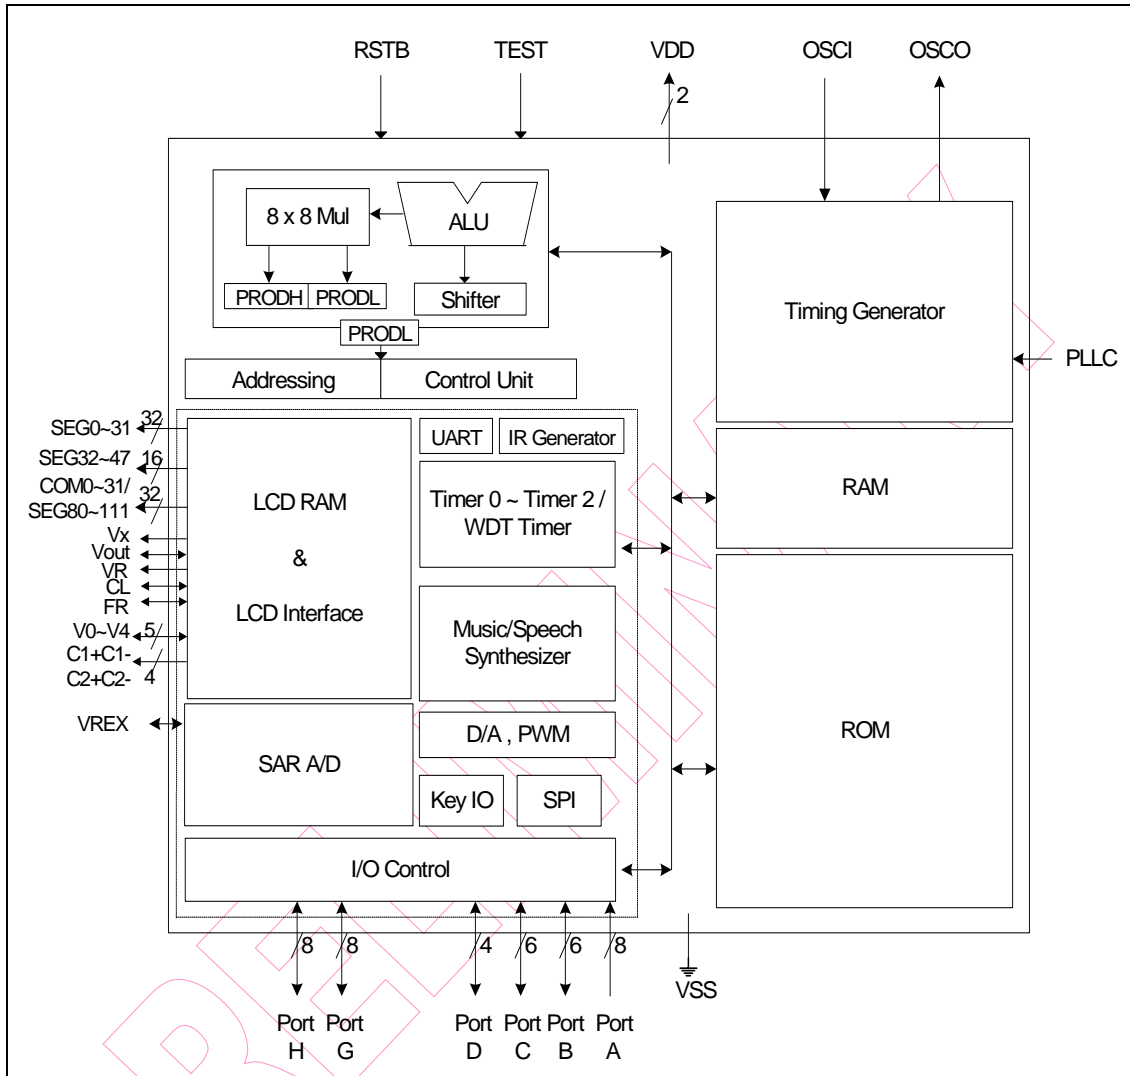 RSTB TEST VDD OSCI OSCO
2
8 x 8 Mul ALU
PRODH PRODL Shifter
PRODL
Addressing Control Unit
Timing Generator
PLLC
SEG0~31 32
SEG32~47 16
COM0~31/ 32
SEG80~111
Vx
Vout
VR
CL
FR
V0~V4 5
C1+C1-
C2+C2- 4
VREX
LCD RAM
&
LCD Interface
UART IR Generator
Timer 0 ~ Timer 2 /
WDT Timer
Music/Speech
Synthesizer
D/A , PWM
SAR A/D
Key IO SPI
I/O Control
RAM
ROM
8 8 4 6 6 8
VSS
Port Port Port Port Port Port
H G D C B A